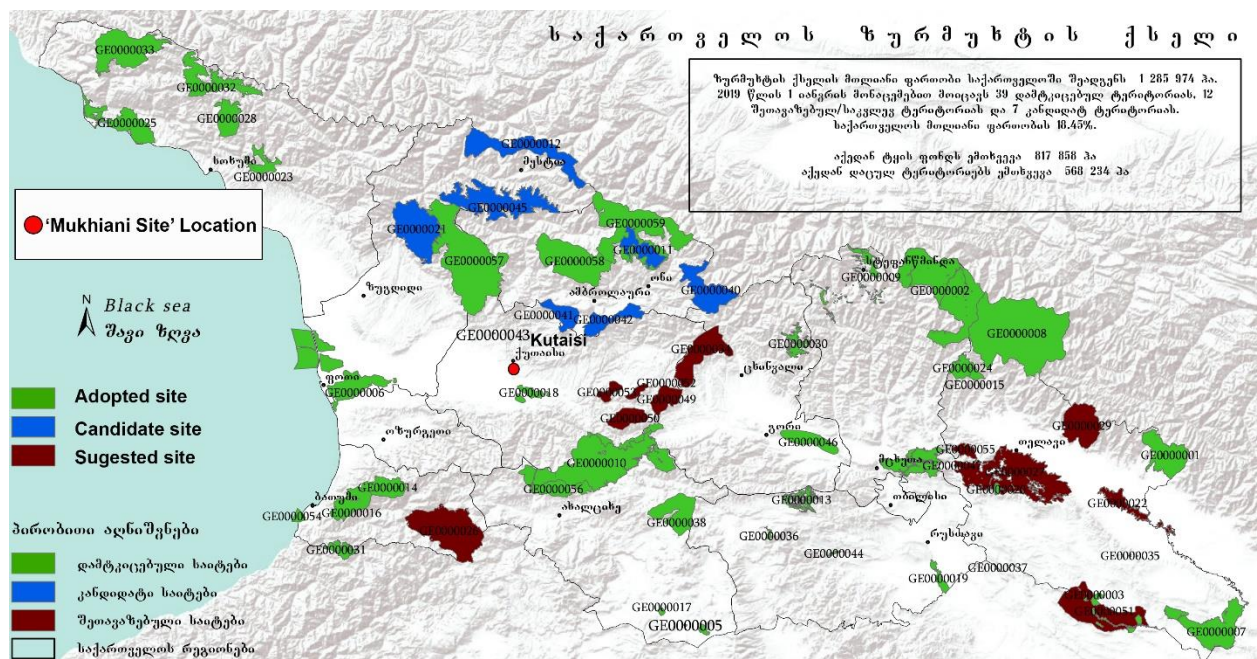 საქართველოს ზურმუხტის ქსელი
ზურმუხტის ქსელის მთლიანი ფართობი საქართველოში შეადგენს 1 285 974 ჰა.
2019 წლის 1 იანვრის მონაცემებით მოიცავს 39 დამტკიცებულ ტერიტორიას, 12
შეთავაზებულ/საკვლევ ტერიტორიას და 7 კანდიდატ ტერიტორიას.
საქართველოს მთლიანი ფართობის 18.45%.
აქედან ტყის ფონდს ემთხვევა 817 858 ჰა
აქედან დაცულ ტერიტორიებს ემთხვევა 568 234 ჰა
GE0000033
GE0000032
GE0000025
GE0000028
სოხუმი
GE0000023
GE0000012
მესტია
'Mukhiani Site' Location
GE0000045
GE0000021
GE0000059
GE0000011
GE0000057
GE0000058
ონი
სტეფანწმინდა
GE0000009
GE0000002
ზუგდიდი
ამბროლაური
GE0000040
N
Black sea
შავი ზღვა
GE0000041
GE0000042
GE0000043
Kutaisi
ქუთაისი
GE0000030
GE0000008
ცხინვალი
GE0000024
GE0000015
ფოთი
GE0000006
GE0000018
GE0000049
GE0000050
Adopted site
Candidate site
Sugested site
ოზურგეთი
გორი
GE0000046
GE0000029
თელავი
GE0000055
GE0000001
GE0000010
მცხეთა
GE0000056
GE0000014
ბათუმი
GE0000054
GE0000016
ახალციხე
GE0000013
თბილისი
GE0000022
GE0000038
GE0000036
რუსთავი
GE0000031
GE0000044
GE0000035
GE0000037
GE0000019
GE0000003
GE0000051
GE0000017
GE0000005
GE0000007
პირობითი აღნიშვნები
დამტკიცებული საიტები
კანდიდატი საიტები
შეთავაზებული საიტები
საქართველოს რეგიონები